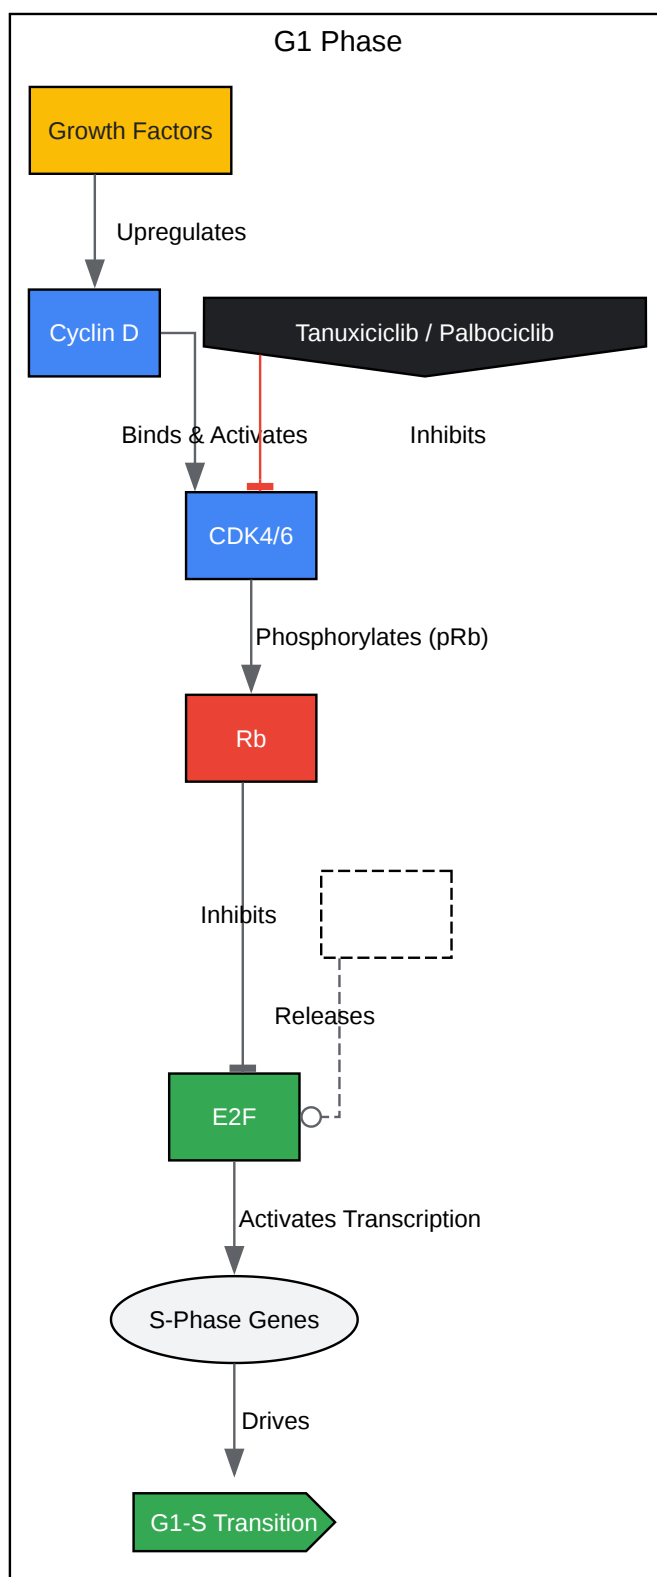 G1 Phase
Growth Factors
Upregulates
Cyclin D
Tanuxiciclib / Palbociclib
Binds & Activates
Inhibits
CDK4/6
Phosphorylates (pRb)
Rb
Inhibits
Releases
E2F
Activates Transcription
S-Phase Genes
Drives
G1-S Transition